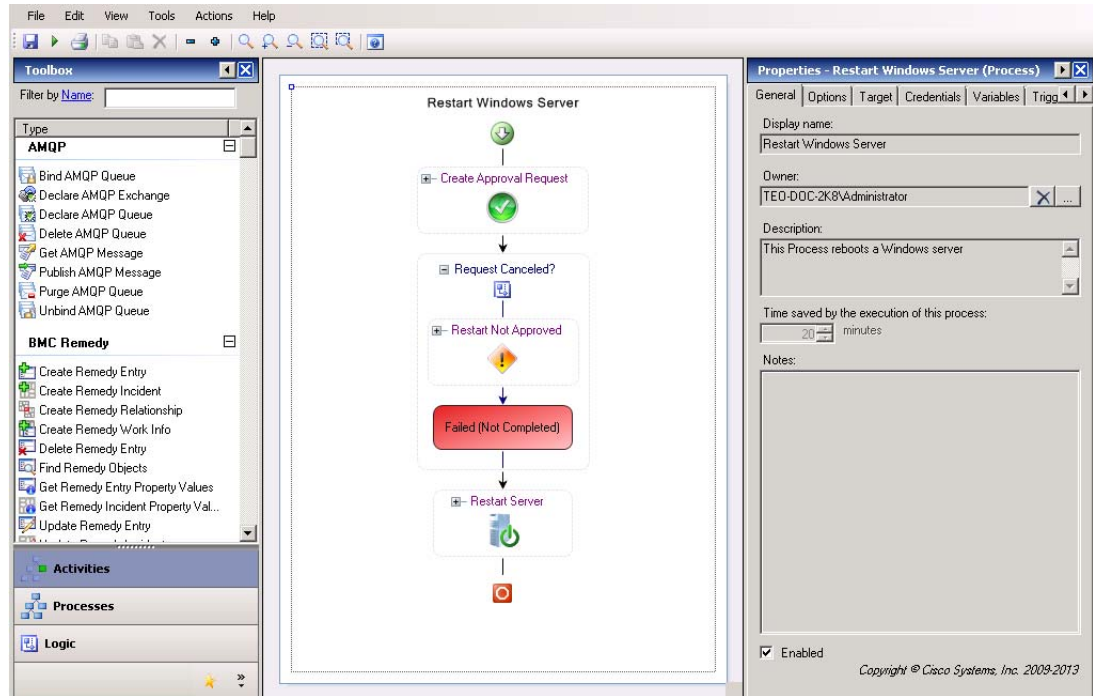 File Edit View Tools Actions Help
Toolbox
Filter by Name:
Type
AMQP
Bind AMQP Queue
Declare AMQP Exchange
Declare AMQP Queue
Delete AMQP Queue
Get AMQP Message
Publish AMQP Message
Purge AMQP Queue
Unbind AMQP Queue
BMC Remedy
Create Remedy Entry
Create Remedy Incident
Create Remedy Relationship
Create Remedy Work Info
Delete Remedy Entry
Find Remedy Objects
Get Remedy Entry Property Values
Get Remedy Incident Property Val...
Update Remedy Entry
Activities
Processes
Logic
Restart Windows Server
Create Approval Request
Request Canceled?
Restart Not Approved
Failed (Not Completed)
Restart Server
Properties - Restart Windows Server (Process)
General Options Target Credentials Variables Trigg
Display name:
Restart Windows Server
Owner:
TEO-DOC-2K8\Administrator
...
Description:
This Process reboots a Windows server
Time saved by the execution of this process:
20 minutes
Notes:
Enabled
Copyright © Cisco Systems, Inc. 2009-2013